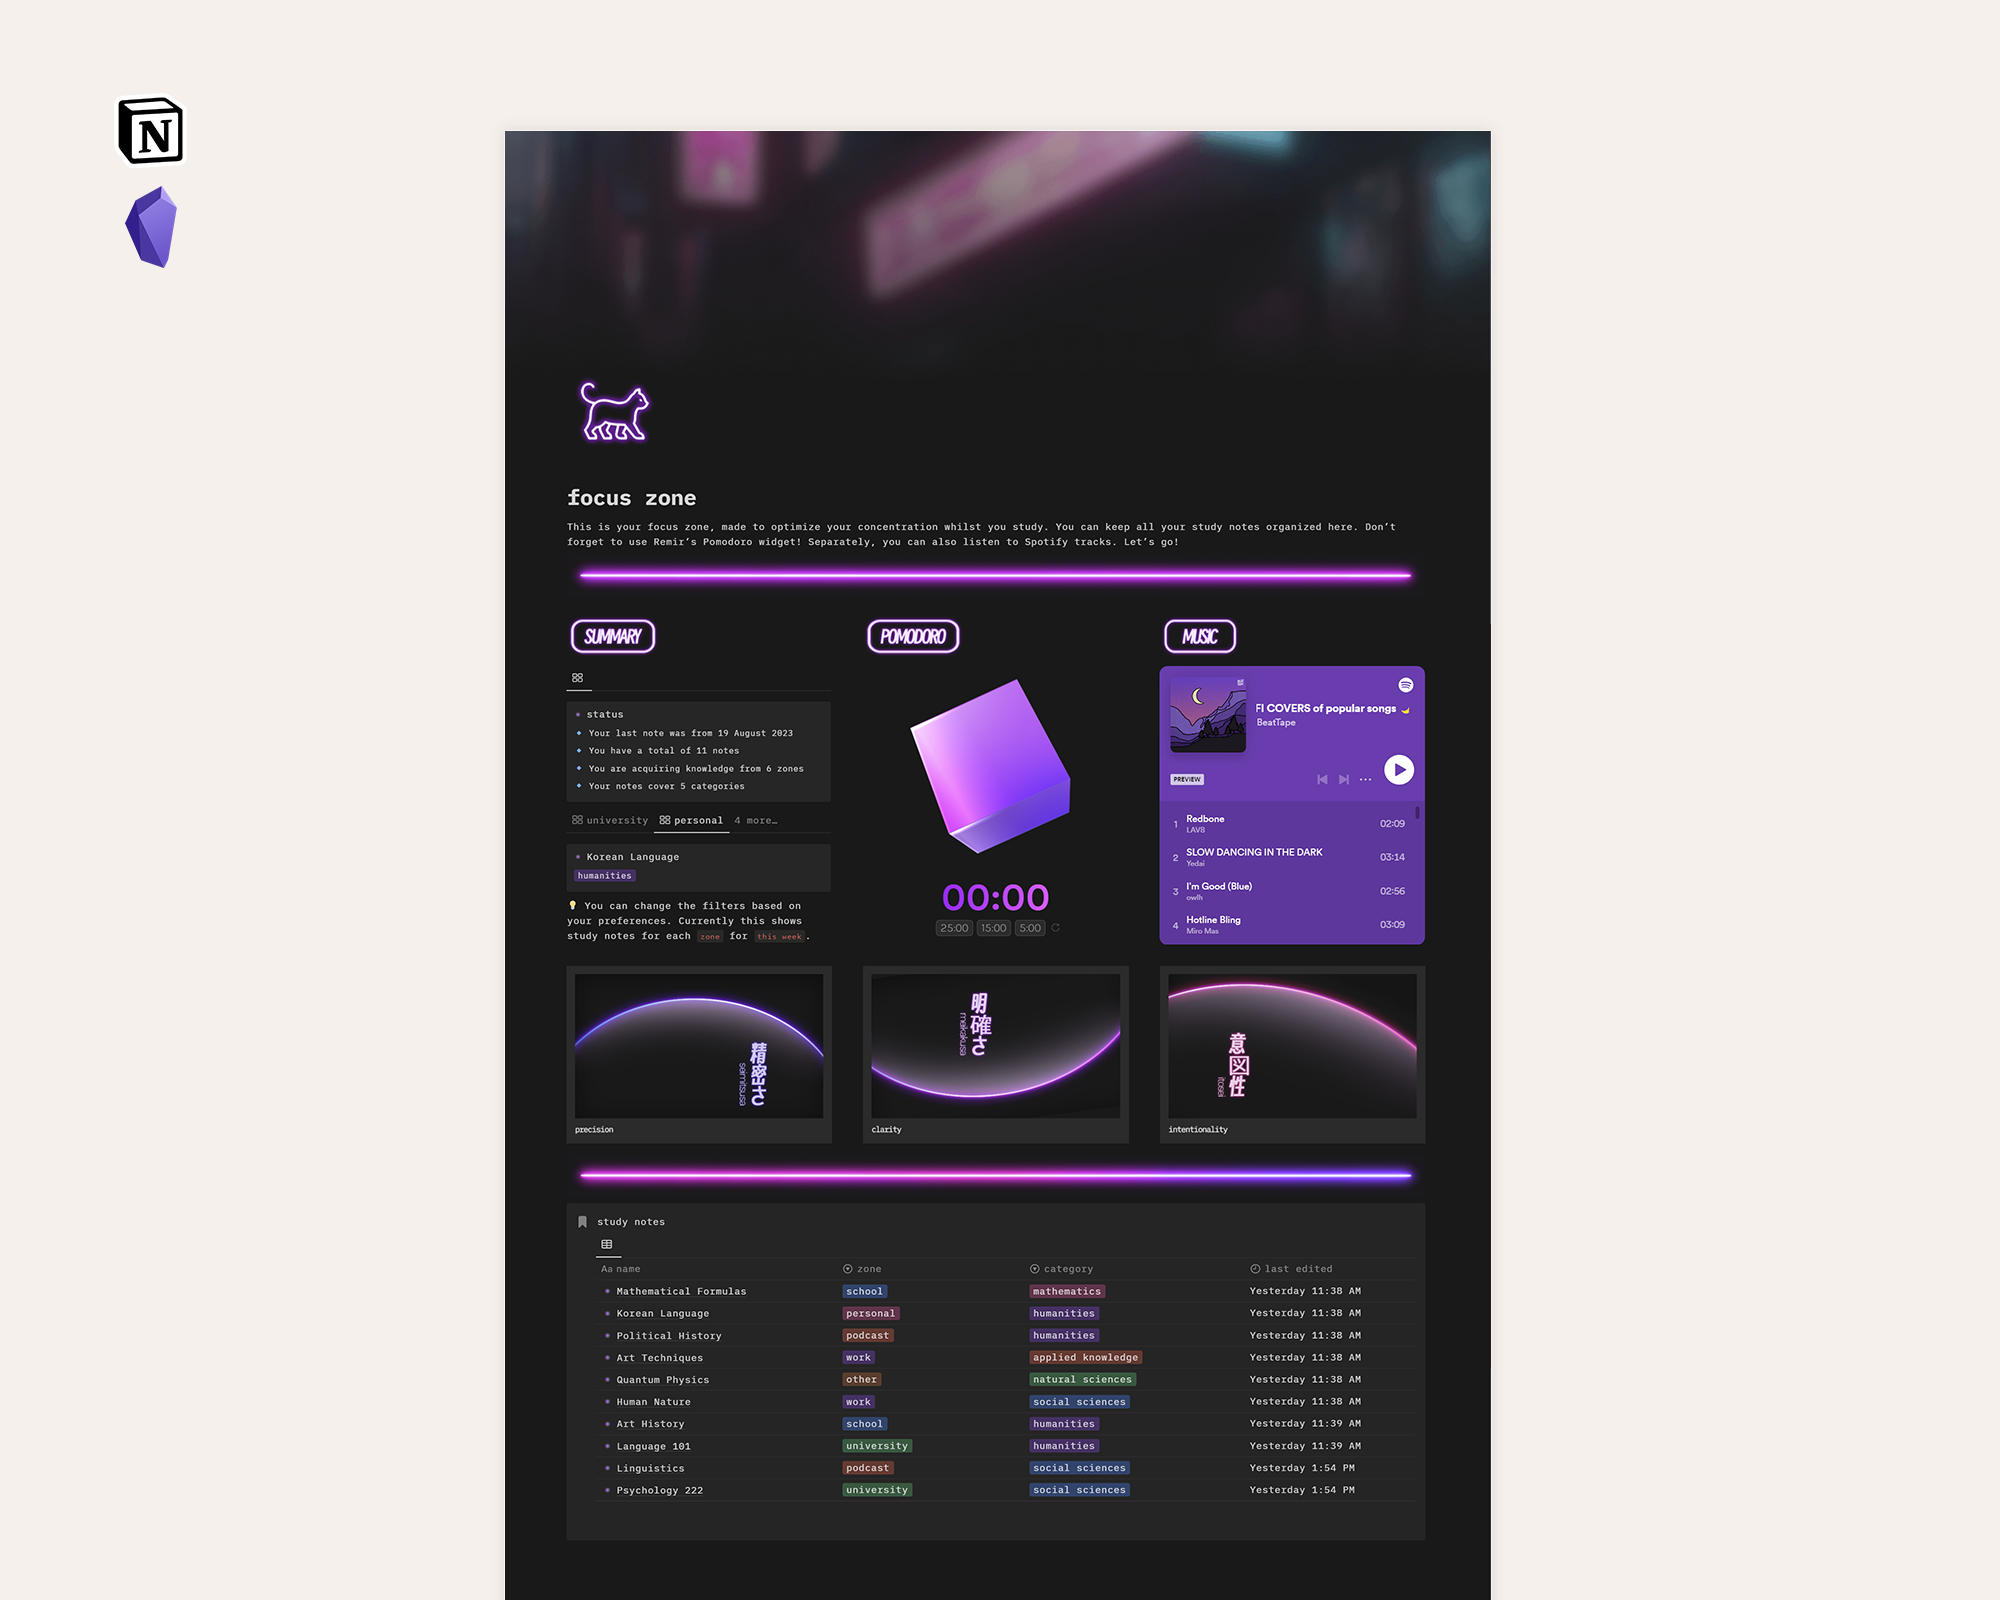 N
focus zone
This is your focus zone, made to optimize your concentration whilst you study. You can keep all your study notes organized here. Don’t
forget to use Remir’s Pomodoro widget! Separately, you can also listen to Spotify tracks. Let’s go!
SUMMARY
status
Your last note was from 19 August 2023
You have a total of 11 notes
You are acquiring knowledge from 6 zones
Your notes cover 5 categories
university personal 4 more…
Korean Language
humanities
You can change the filters based on
your preferences. Currently this shows
study notes for each zone for this week.
POMODORO
00:00
25:00 15:00 5:00
MUSIC
FI COVERS of popular songs
BeatTape
PREVIEW
1 Redbone 02:09
LAV8
2 SLOW DANCING IN THE DARK 03:14
Yedai
3 I'm Good (Blue) 02:56
owlh
4 Hotline Bling 03:09
Miro Mas
精密さ
seimitsusa
precision
明確さ
meikakusa
clarity
意図性
itosei
intentionality
study notes
Aa name zone category last edited
Mathematical Formulas school mathematics Yesterday 11:38 AM
Korean Language personal humanities Yesterday 11:38 AM
Political History podcast humanities Yesterday 11:38 AM
Art Techniques work applied knowledge Yesterday 11:38 AM
Quantum Physics other natural sciences Yesterday 11:38 AM
Human Nature work social sciences Yesterday 11:38 AM
Art History school humanities Yesterday 11:39 AM
Language 101 university humanities Yesterday 11:39 AM
Linguistics podcast social sciences Yesterday 1:54 PM
Psychology 222 university social sciences Yesterday 1:54 PM